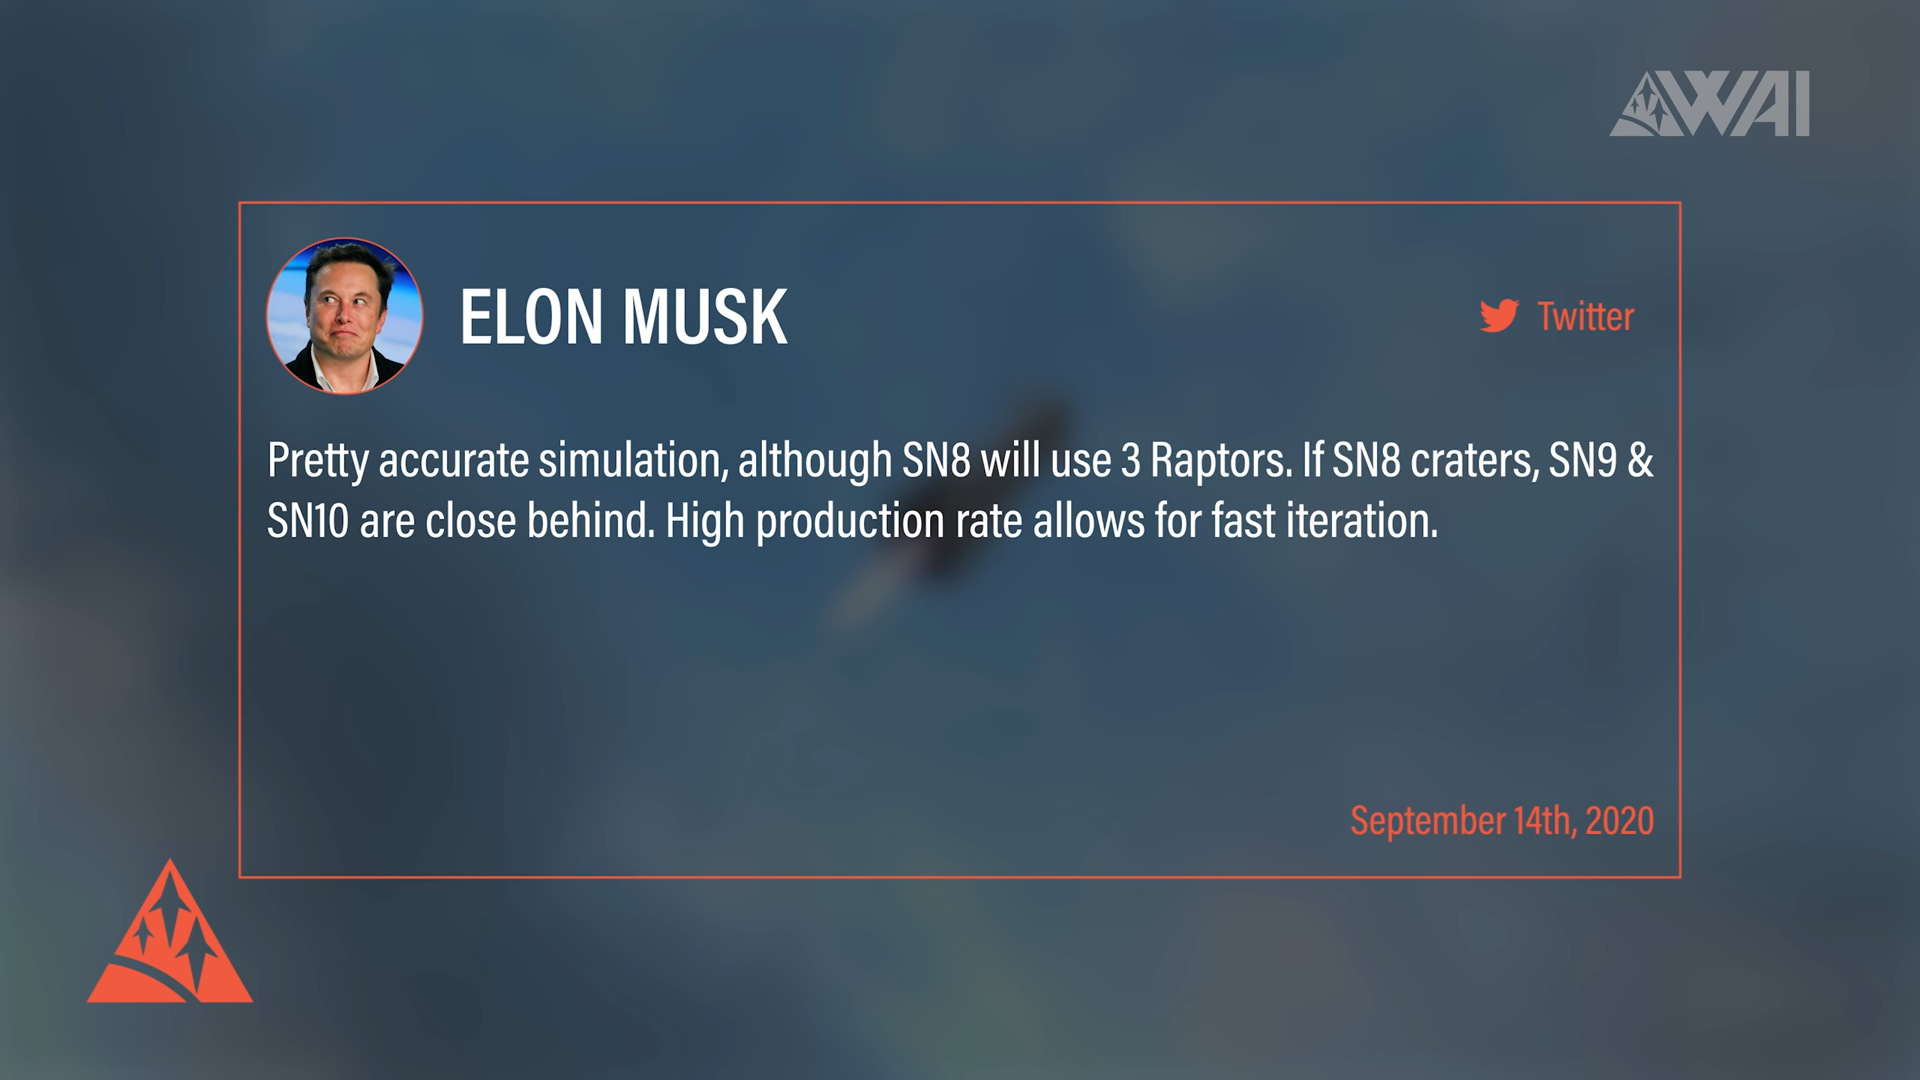 WAI
ELON MUSK
Twitter
Pretty accurate simulation, although SN8 will use 3 Raptors. If SN8 craters, SN9 &
SN10 are close behind. High production rate allows for fast iteration.
September 14th, 2020